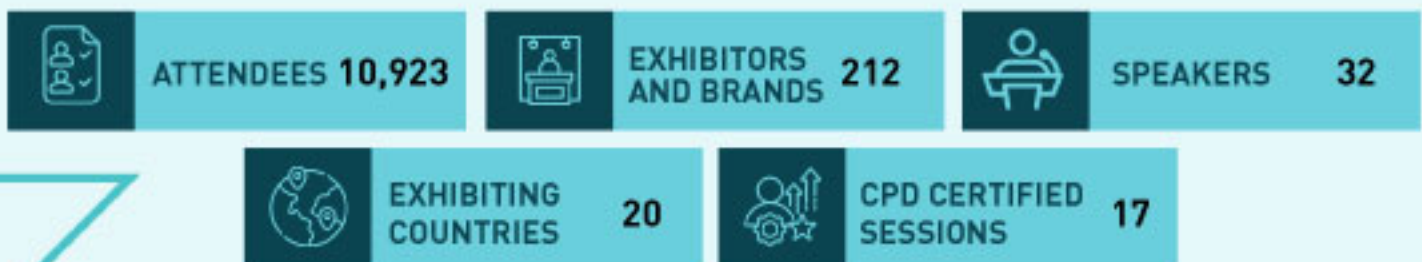 ATTENDEES 10,923
EXHIBITORS
AND BRANDS 212
SPEAKERS 32
EXHIBITING
COUNTRIES 20
CPD CERTIFIED
SESSIONS 17